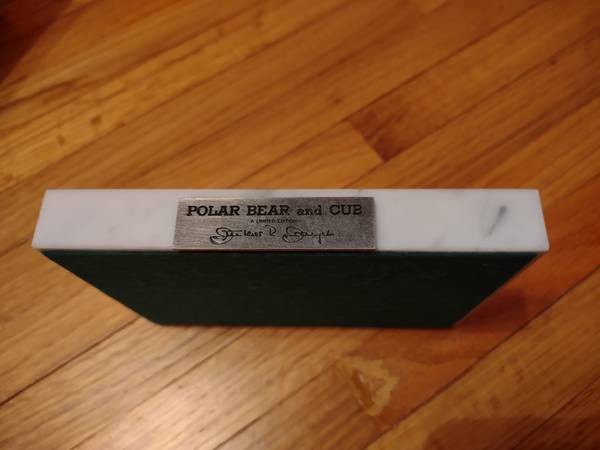 POLAR BEAR and CUB
A LIMITED EDITION